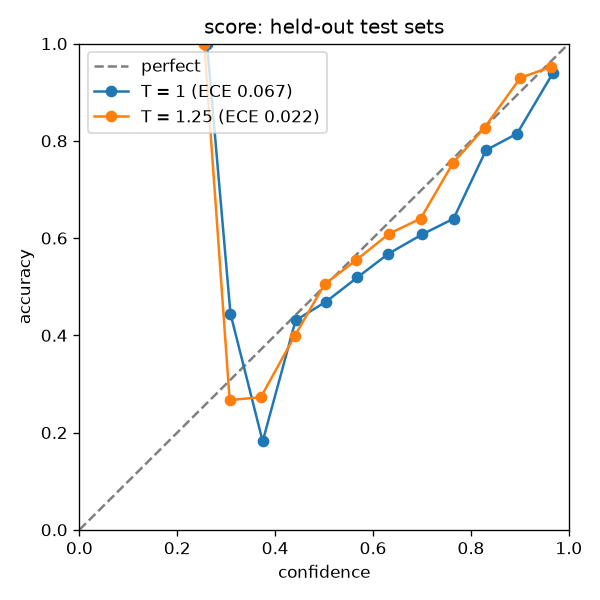 score: held-out test sets
perfect
T = 1 (ECE 0.067)
T = 1.25 (ECE 0.022)
accuracy
1.0
0.8
0.6
0.4
0.2
0.0
0.0 0.2 0.4 0.6 0.8 1.0
confidence